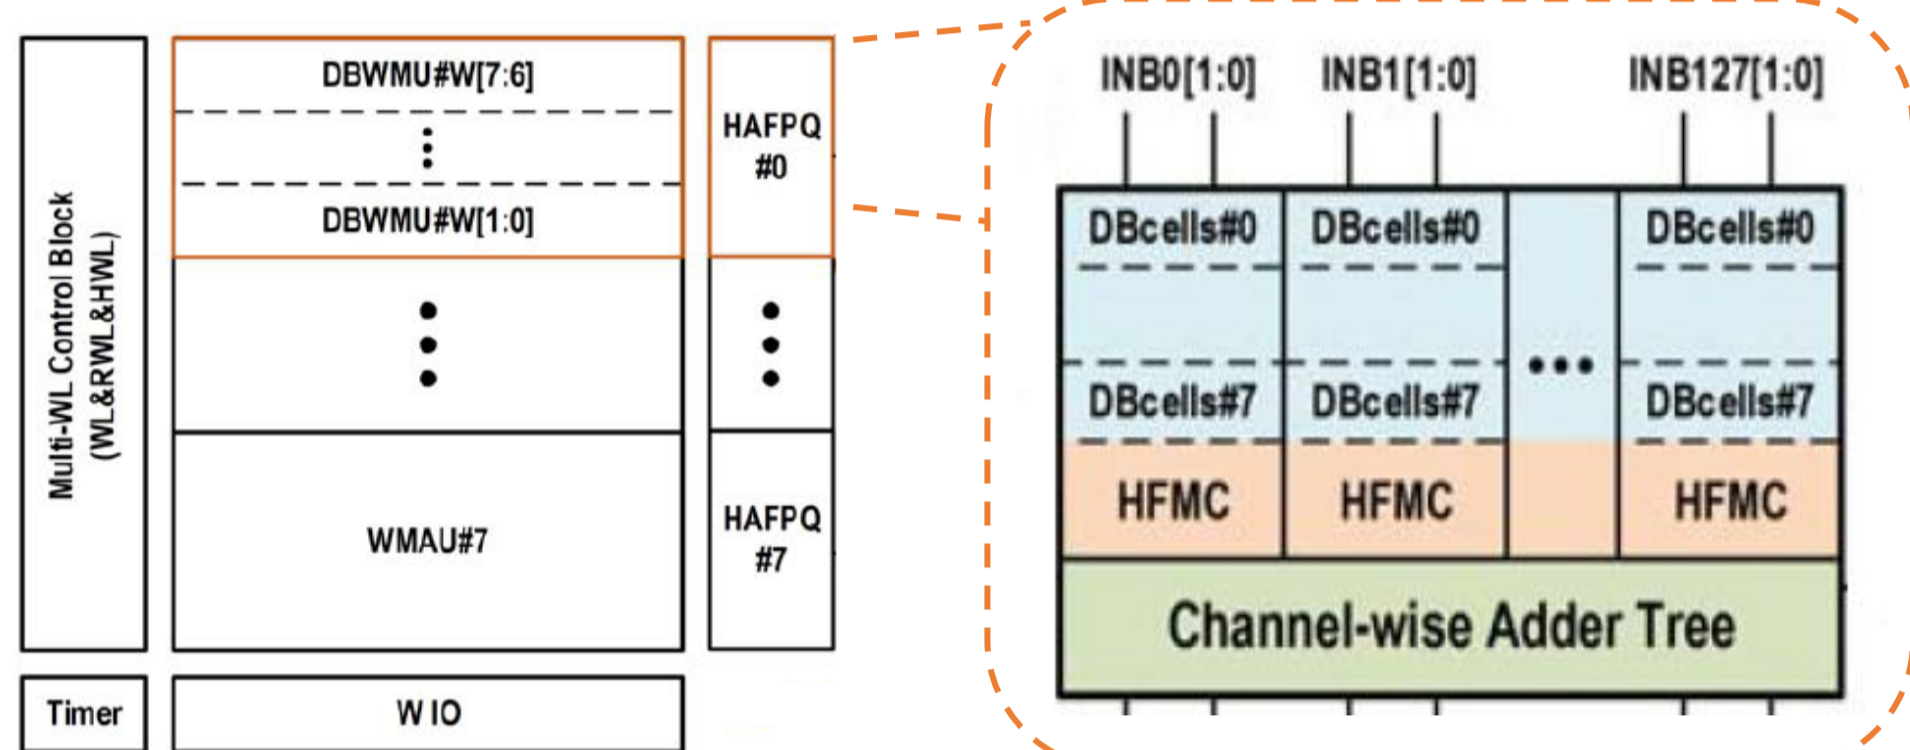 Multi-WL Control Block
(WL&RWL&HWL)
DBWMU#W[7:6]
DBWMU#W[1:0]
WMAU#7
HAFPQ
#0
HAFPQ
#7
Timer
W IO
INB0[1:0]
INB1[1:0]
INB127[1:0]
DBcells#0
DBcells#0
DBcells#0
DBcells#7
DBcells#7
DBcells#7
HFMC
HFMC
HFMC
Channel-wise Adder Tree